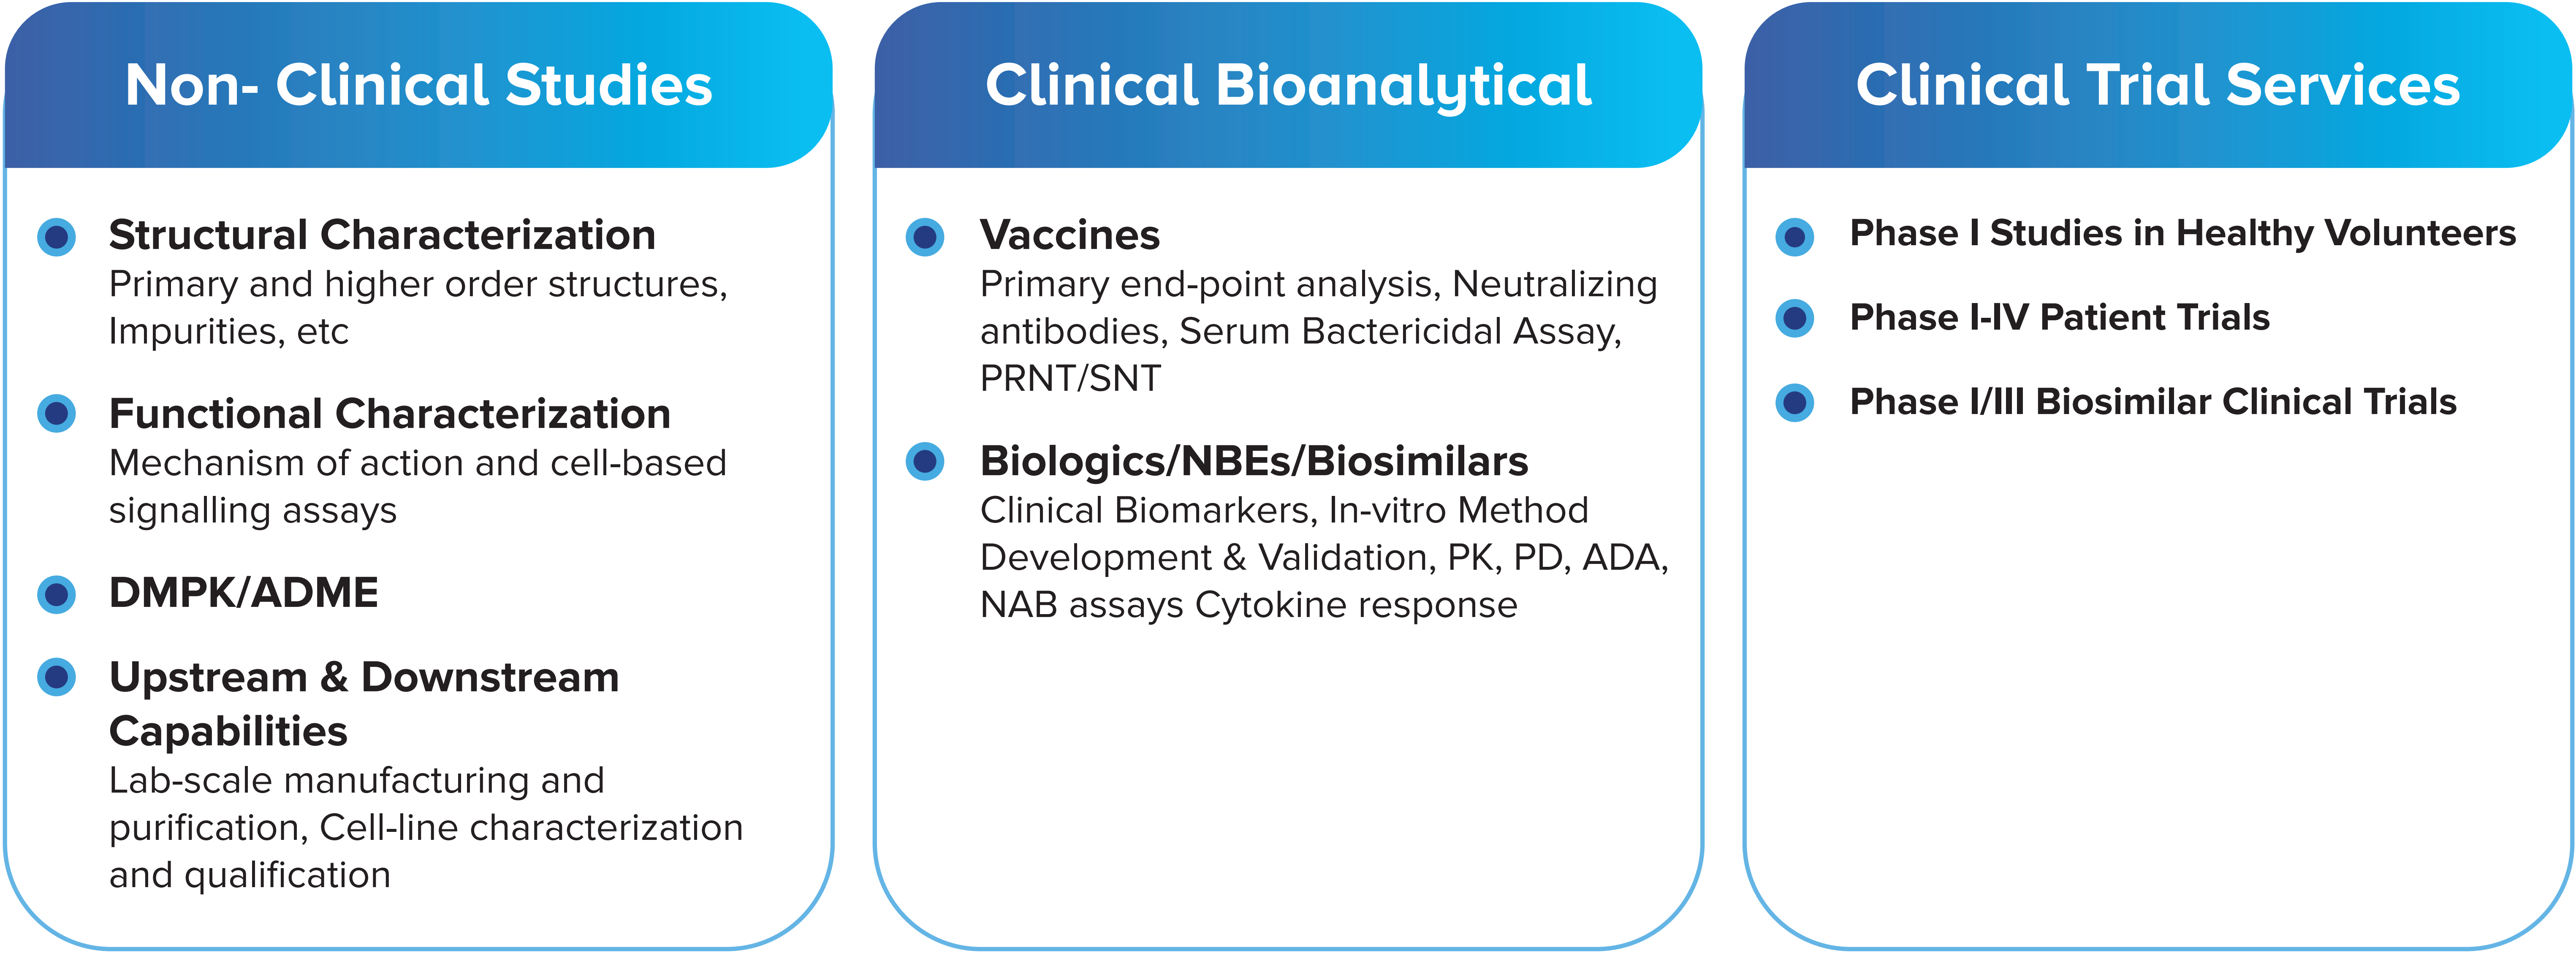 Non- Clinical Studies
Structural Characterization
Primary and higher order structures,
Impurities, etc
Functional Characterization
Mechanism of action and cell-based
signalling assays
DMPK/ADME
Upstream & Downstream
Capabilities
Lab-scale manufacturing and
purification, Cell-line characterization
and qualification
Clinical Bioanalytical
Vaccines
Primary end-point analysis, Neutralizing
antibodies, Serum Bactericidal Assay,
PRNT/SNT
Biologics/NBEs/Biosimilars
Clinical Biomarkers, In-vitro Method
Development & Validation, PK, PD, ADA,
NAB assays Cytokine response
Clinical Trial Services
Phase I Studies in Healthy Volunteers
Phase I-IV Patient Trials
Phase I/III Biosimilar Clinical Trials